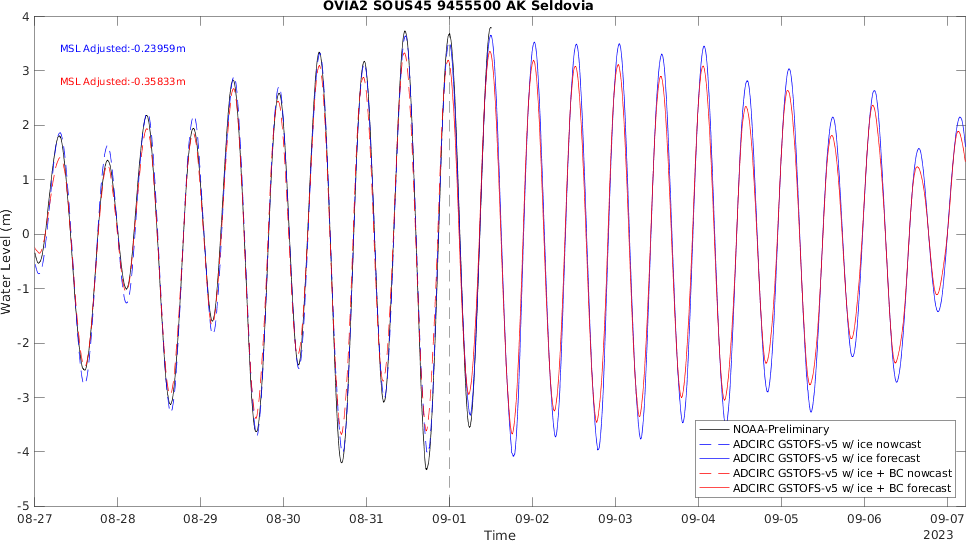 OVIA2 SOUS45 9455500 AK Seldovia
MSL Adjusted:-0.23959m
MSL Adjusted:-0.35833m
Water Level (m)
4
3
2
1
0
-1
-2
-3
-4
-5
NOAA-Preliminary
ADCIRC GSTOFS-v5 w/ ice nowcast
ADCIRC GSTOFS-v5 w/ ice forecast
ADCIRC GSTOFS-v5 w/ ice + BC nowcast
ADCIRC GSTOFS-v5 w/ ice + BC forecast
08-27 08-28 08-29 08-30 08-31 09-01 09-02 09-03 09-04 09-05 09-06 09-07
Time
2023